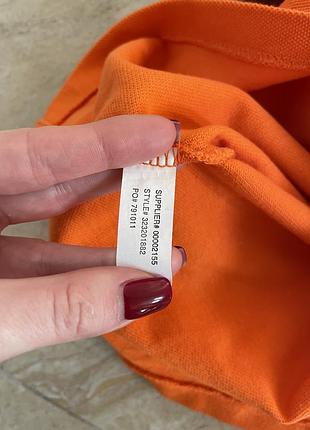 SUPPLIER# 00002155
STYLE# 323201882
PO# 791011